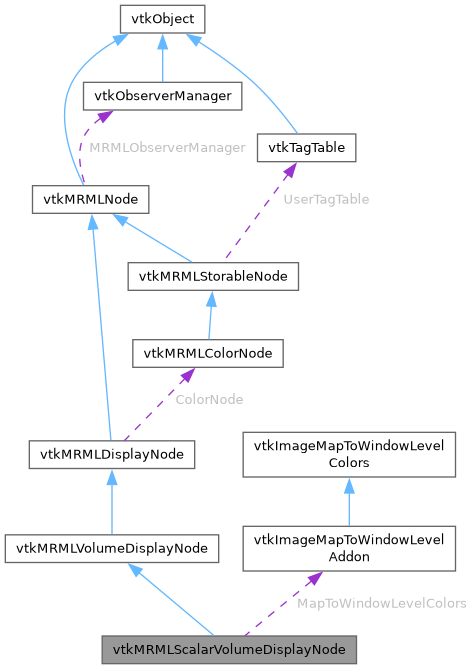 vtkObject
vtkObserverManager
MRMLObserverManager
vtkTagTable
vtkMRMLNode
UserTagTable
vtkMRMLStorableNode
vtkMRMLColorNode
ColorNode
vtkMRMLDisplayNode
vtkImageMapToWindowLevel
Colors
vtkMRMLVolumeDisplayNode
vtkImageMapToWindowLevel
Addon
MapToWindowLevelColors
vtkMRMLScalarVolumeDisplayNode